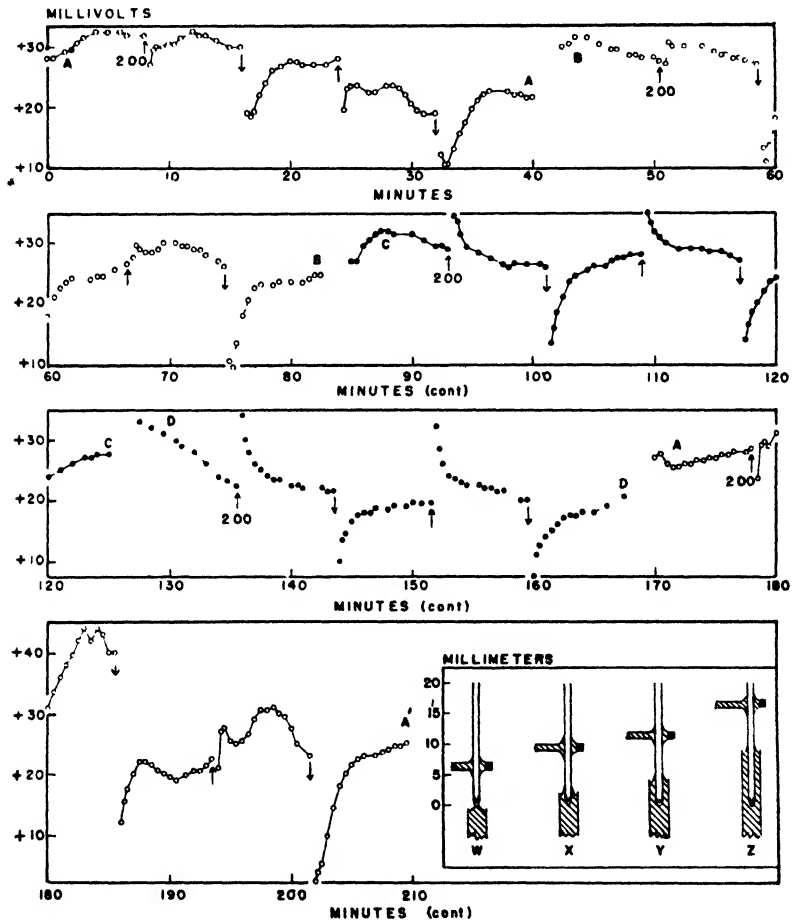 MILLIVOLTS
+30
+20
+10
A
200
A
B
200
0 10 20 30 40 50 60
MINUTES
+30
+20
+10
B
C
200
60 70 80 90 100 110 120
MINUTES (cont)
+30
+20
+10
C
D
200
D
A
200
120 130 140 150 160 170 180
MINUTES (cont)
+40
+30
+20
+10
A'
180 190 200 210
MINUTES (cont)
MILLIMETERS
20
15
10
5
0
W X Y Z